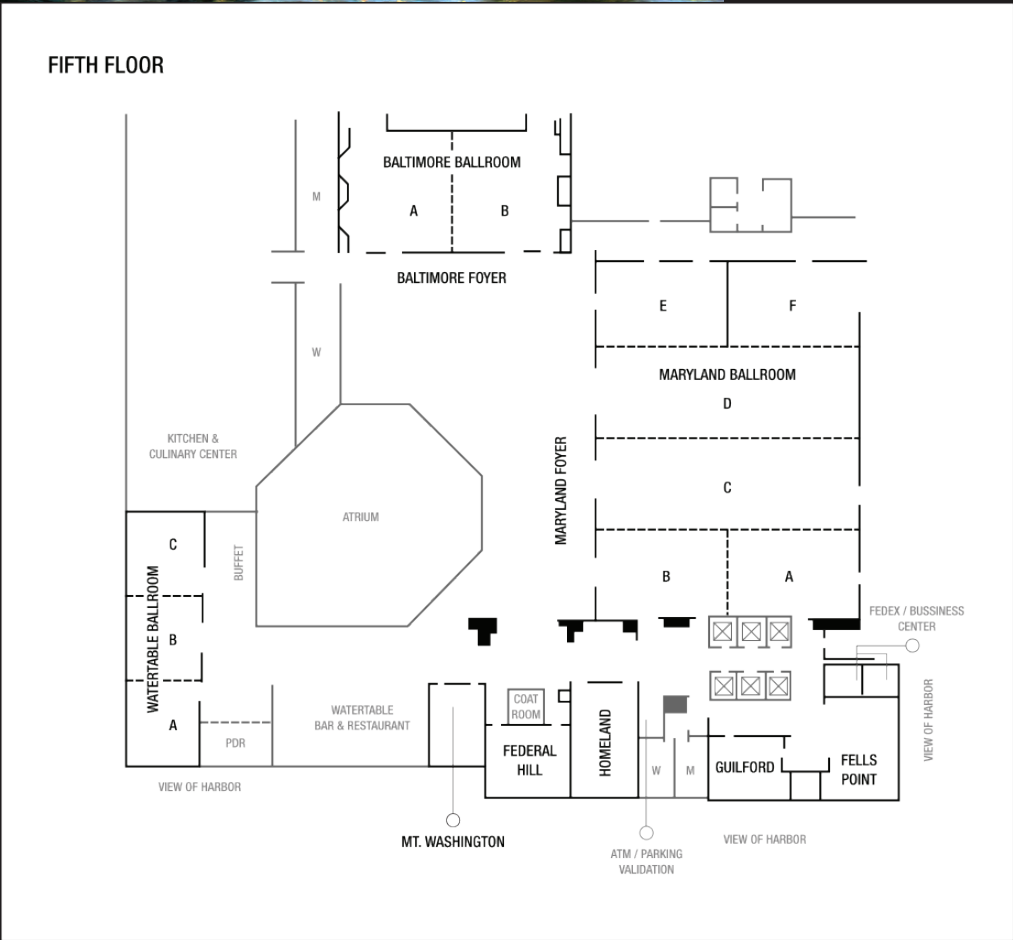 FIFTH FLOOR
BALTIMORE BALLROOM
M
A
B
BALTIMORE FOYER
E
F
W
MARYLAND BALLROOM
D
KITCHEN &
CULINARY CENTER
MARYLAND FOYER
C
ATRIUM
C
BUFFET
WATERTABLE BALLROOM
B
A
B
A
FEDEX / BUSSINESS
CENTER
WATERTABLE
BAR & RESTAURANT
PDR
COAT
ROOM
FEDERAL
HILL
HOMELAND
W
M
GUILFORD
FELLS
POINT
VIEW OF HARBOR
VIEW OF HARBOR
MT. WASHINGTON
ATM / PARKING
VALIDATION
VIEW OF HARBOR